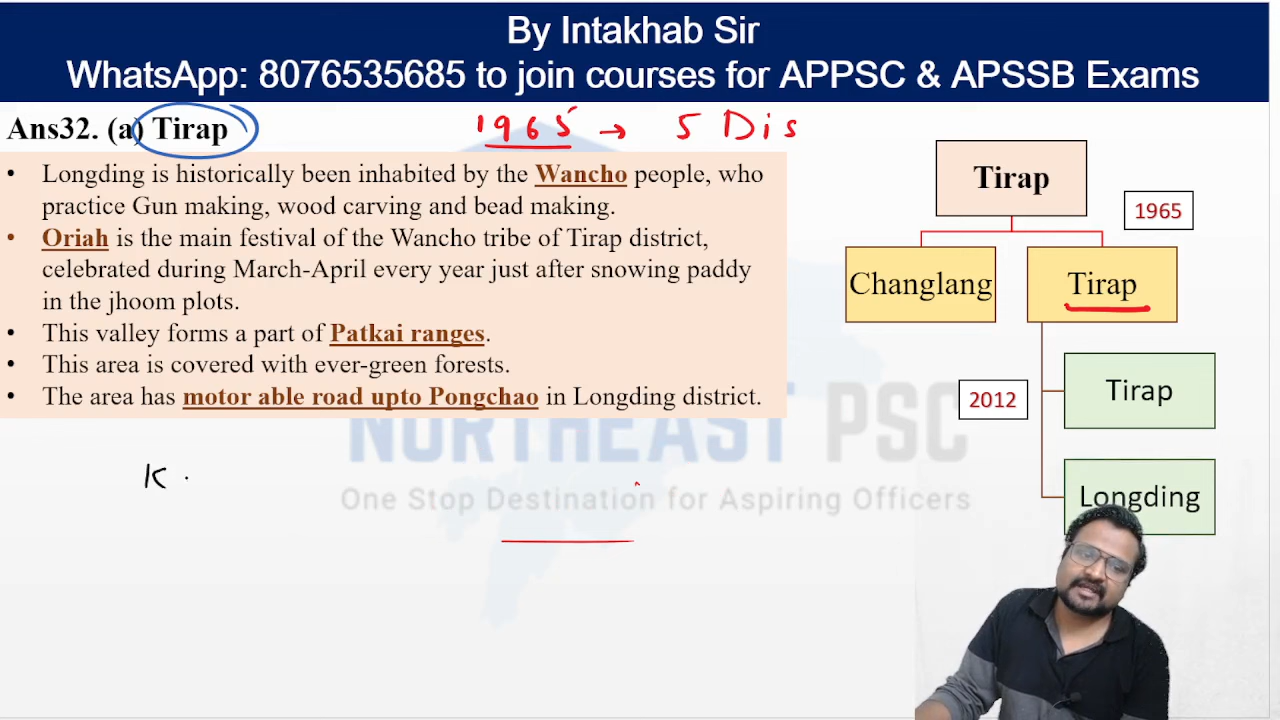 By Intakhab Sir
WhatsApp: 8076535685 to join courses for APPSC & APSSB Exams
Ans32. (a) Tirap
1965 → 5 Dis
• Longding is historically been inhabited by the Wancho people, who
practice Gun making, wood carving and bead making.
• Oriah is the main festival of the Wancho tribe of Tirap district,
celebrated during March-April every year just after snowing paddy
in the jhoom plots.
• This valley forms a part of Patkai ranges.
• This area is covered with ever-green forests.
• The area has motor able road upto Pongchao in Longding district.
Tirap
1965
Changlang
Tirap
2012
Tirap
Longding
NORTHEAST PSC
One Stop Destination for Aspiring Officers
K